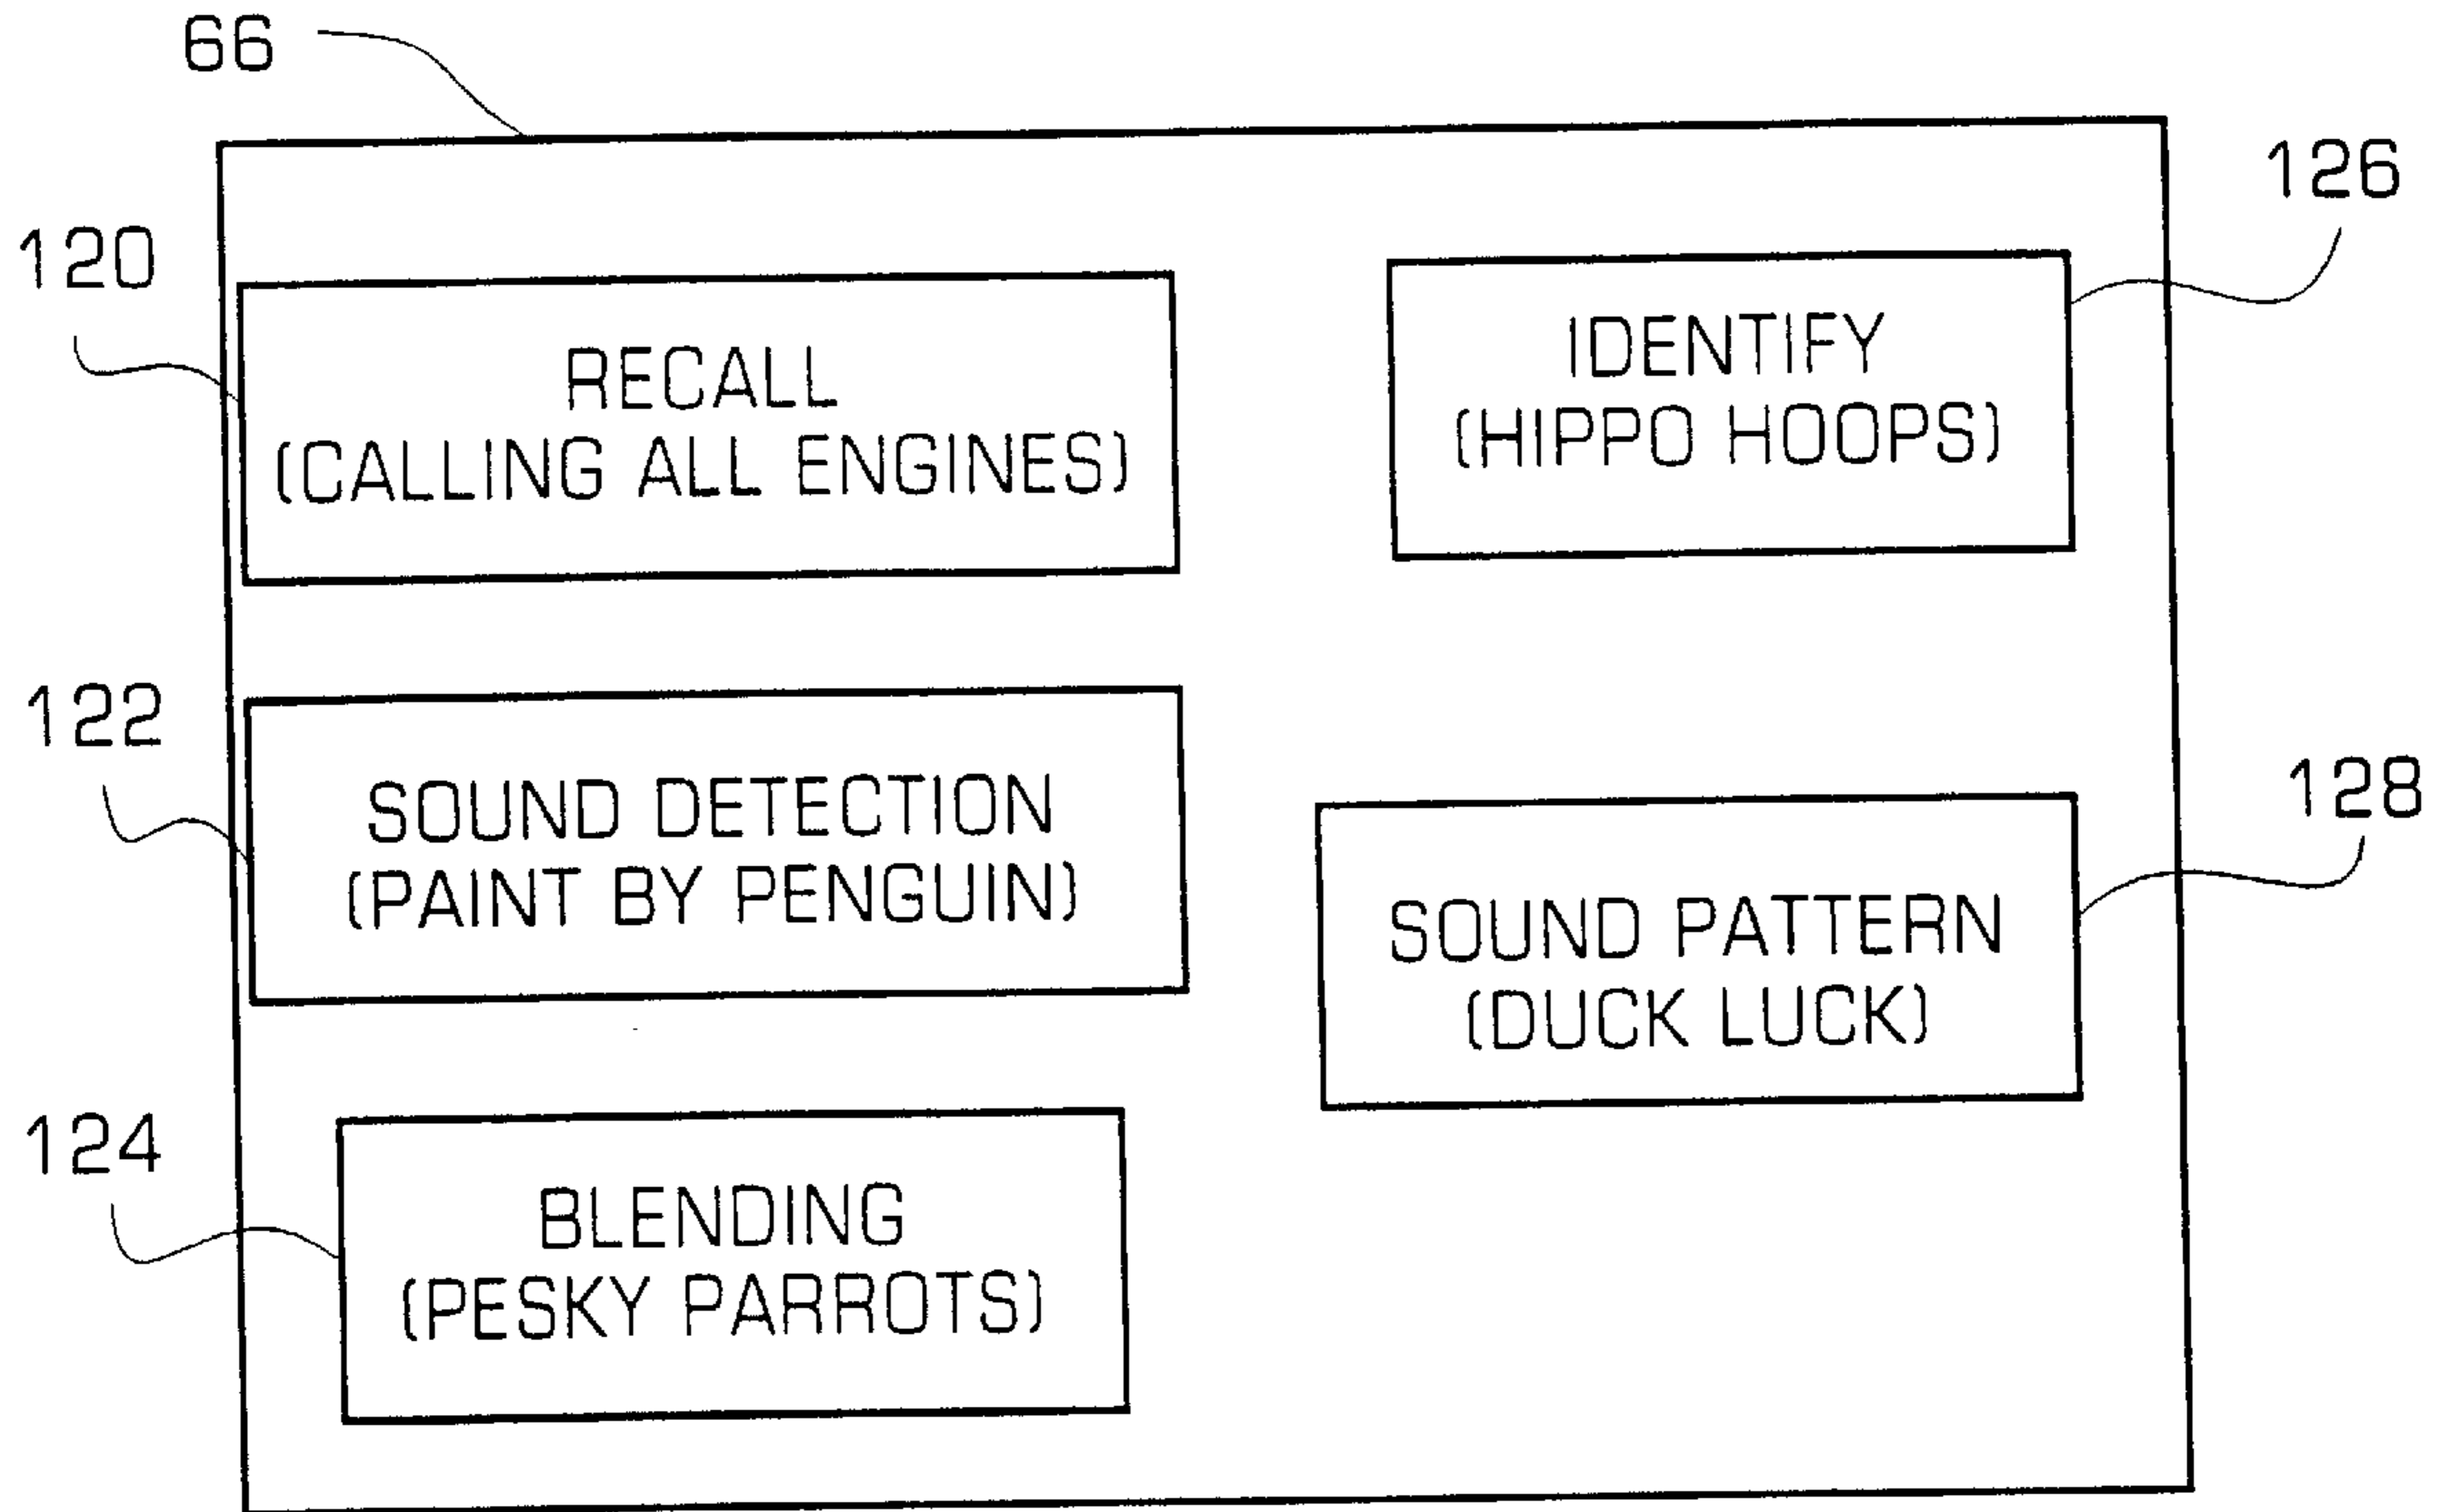 66
126
120
RECALL
(CALLING ALL ENGINES)
IDENTIFY
(HIPPO HOOPS)
122
SOUND DETECTION
(PAINT BY PENGUIN)
128
SOUND PATTERN
(DUCK LUCK)
124
BLENDING
(PESKY PARROTS)